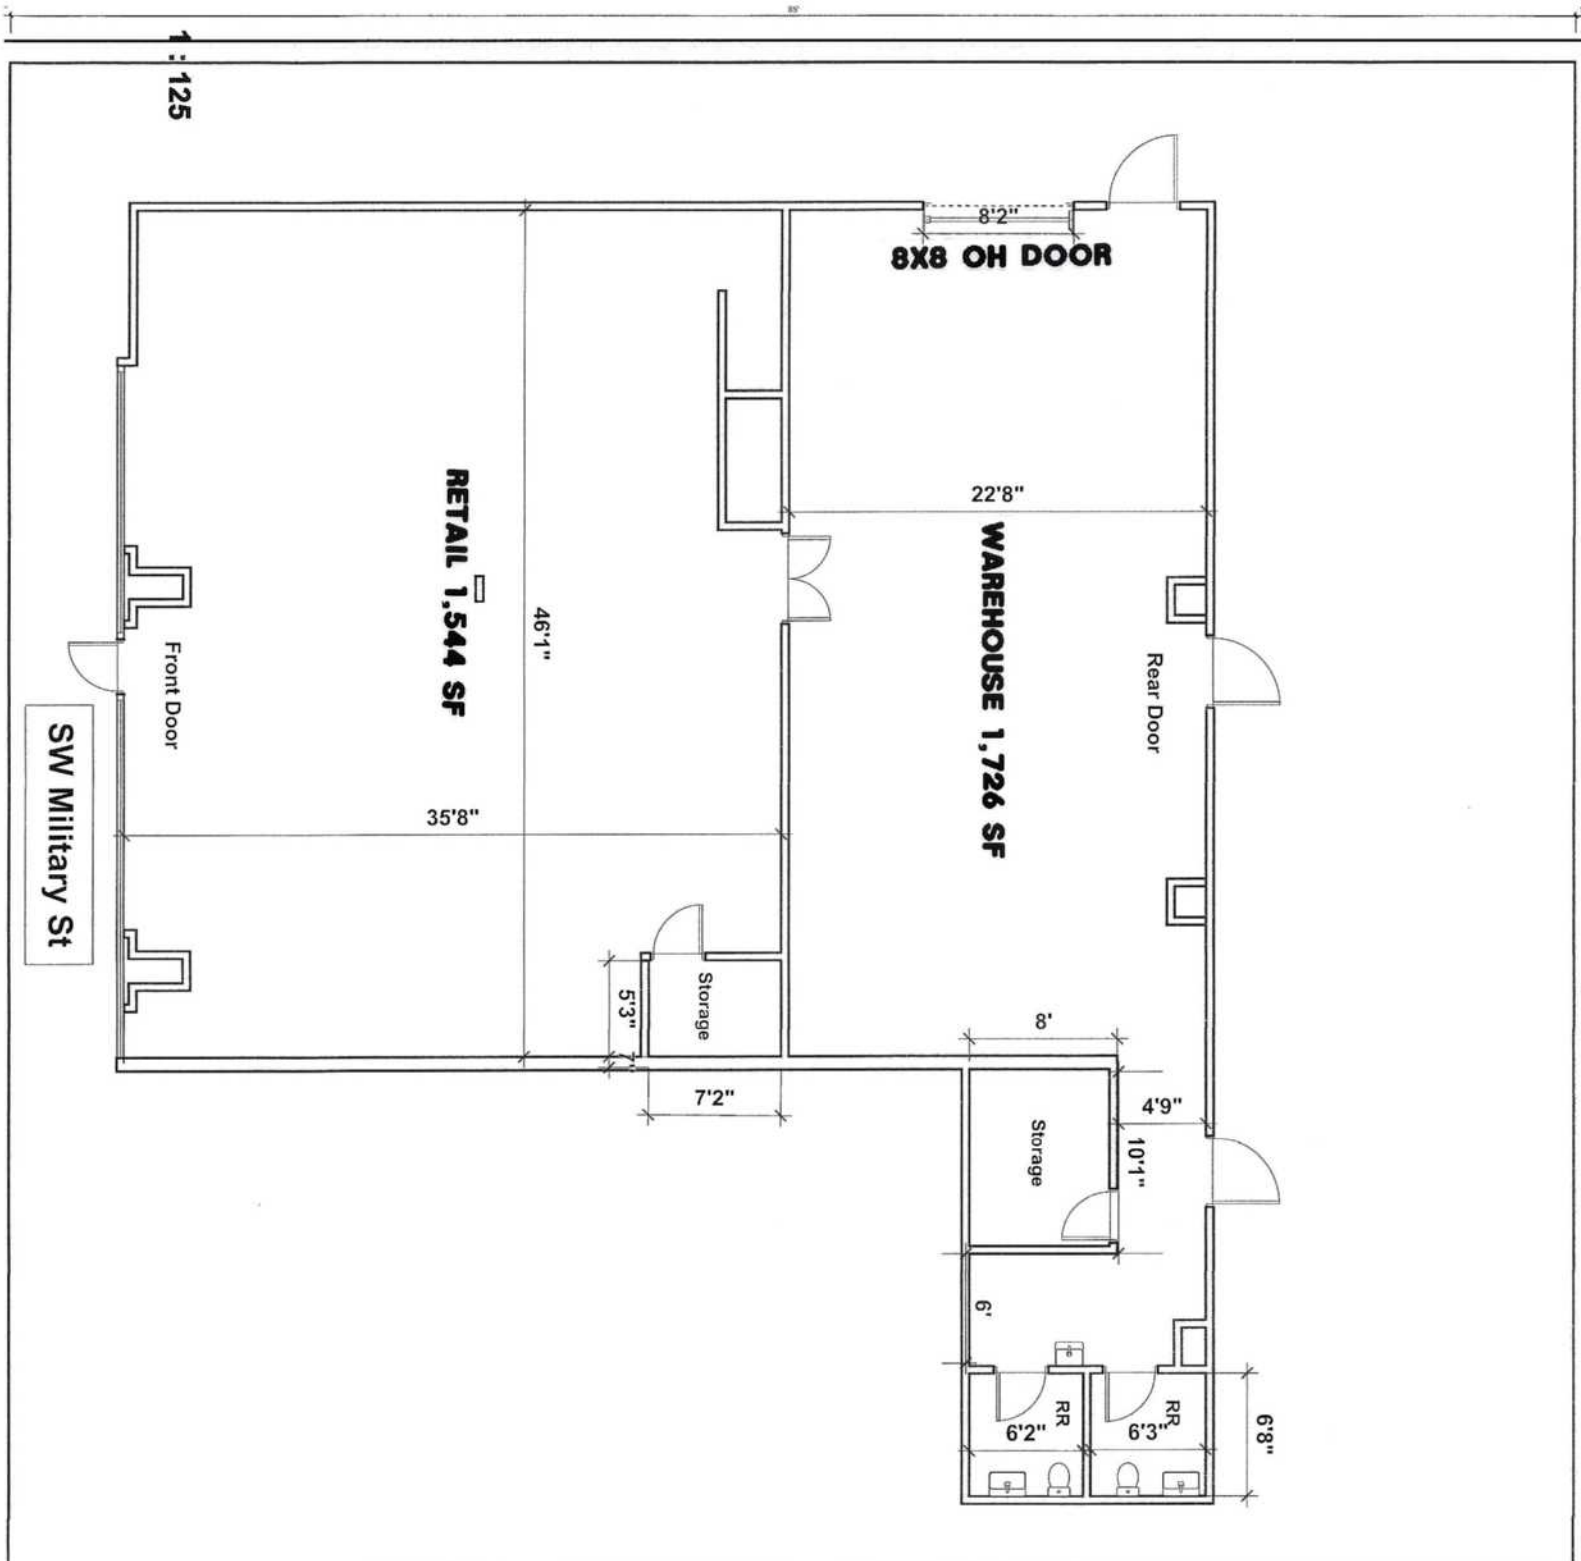 85'
1 : 125
8'2"
8X8 OH DOOR
22'8"
RETAIL 1,544 SF
46'1"
WAREHOUSE 1,726 SF
Front Door
Rear Door
SW Military St
35'8"
Storage
5'3"
8'
7'2"
4'9"
Storage
10'1"
6'
RR
RR
6'2"
6'3"
6'8"